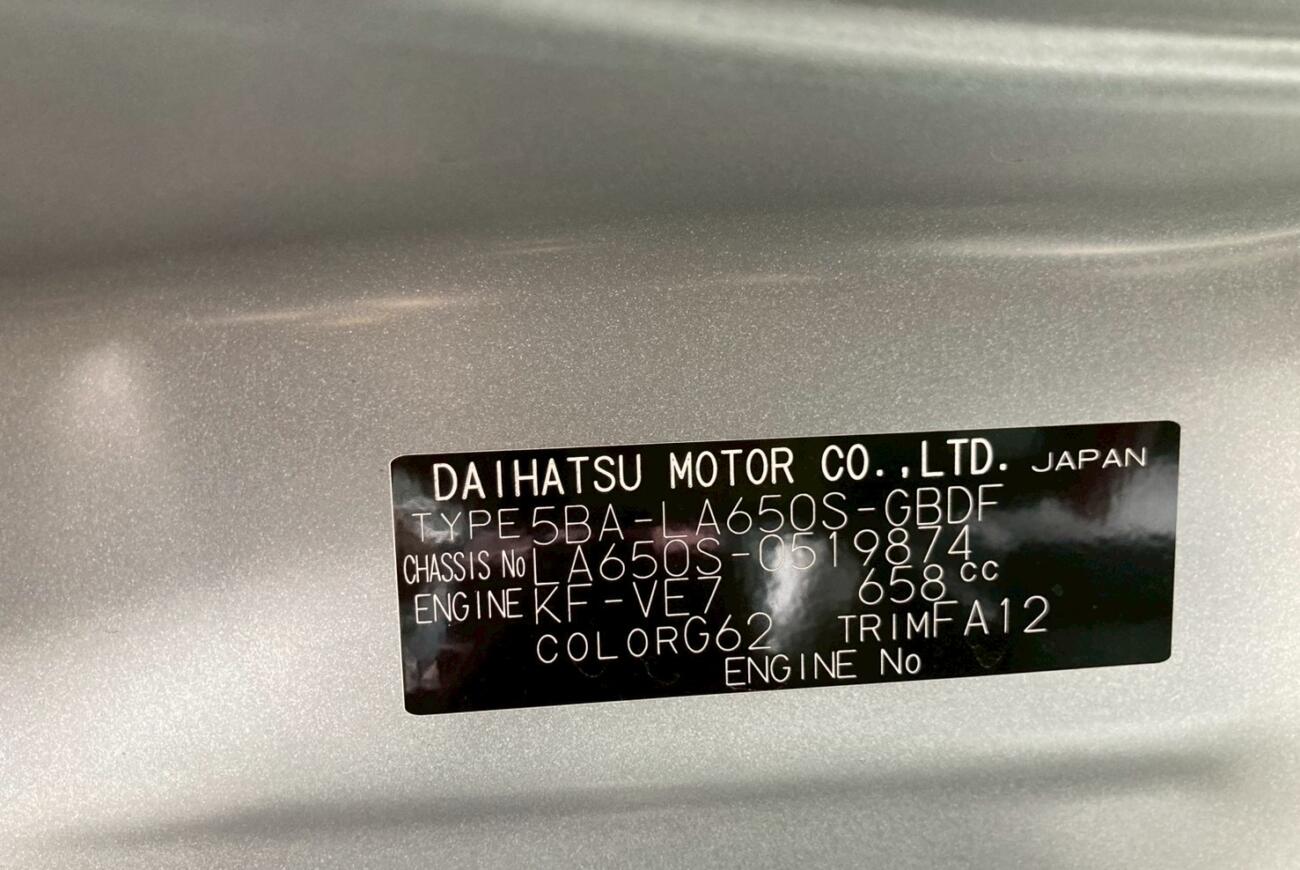 DAIHATSU MOTOR CO.,LTD. JAPAN
TYPE 5BA-LA650S-GBDF
CHASSIS No LA650S-0519874
ENGINE KF-VE7 658 cc
COLOR G62 TRIM FA12
ENGINE No